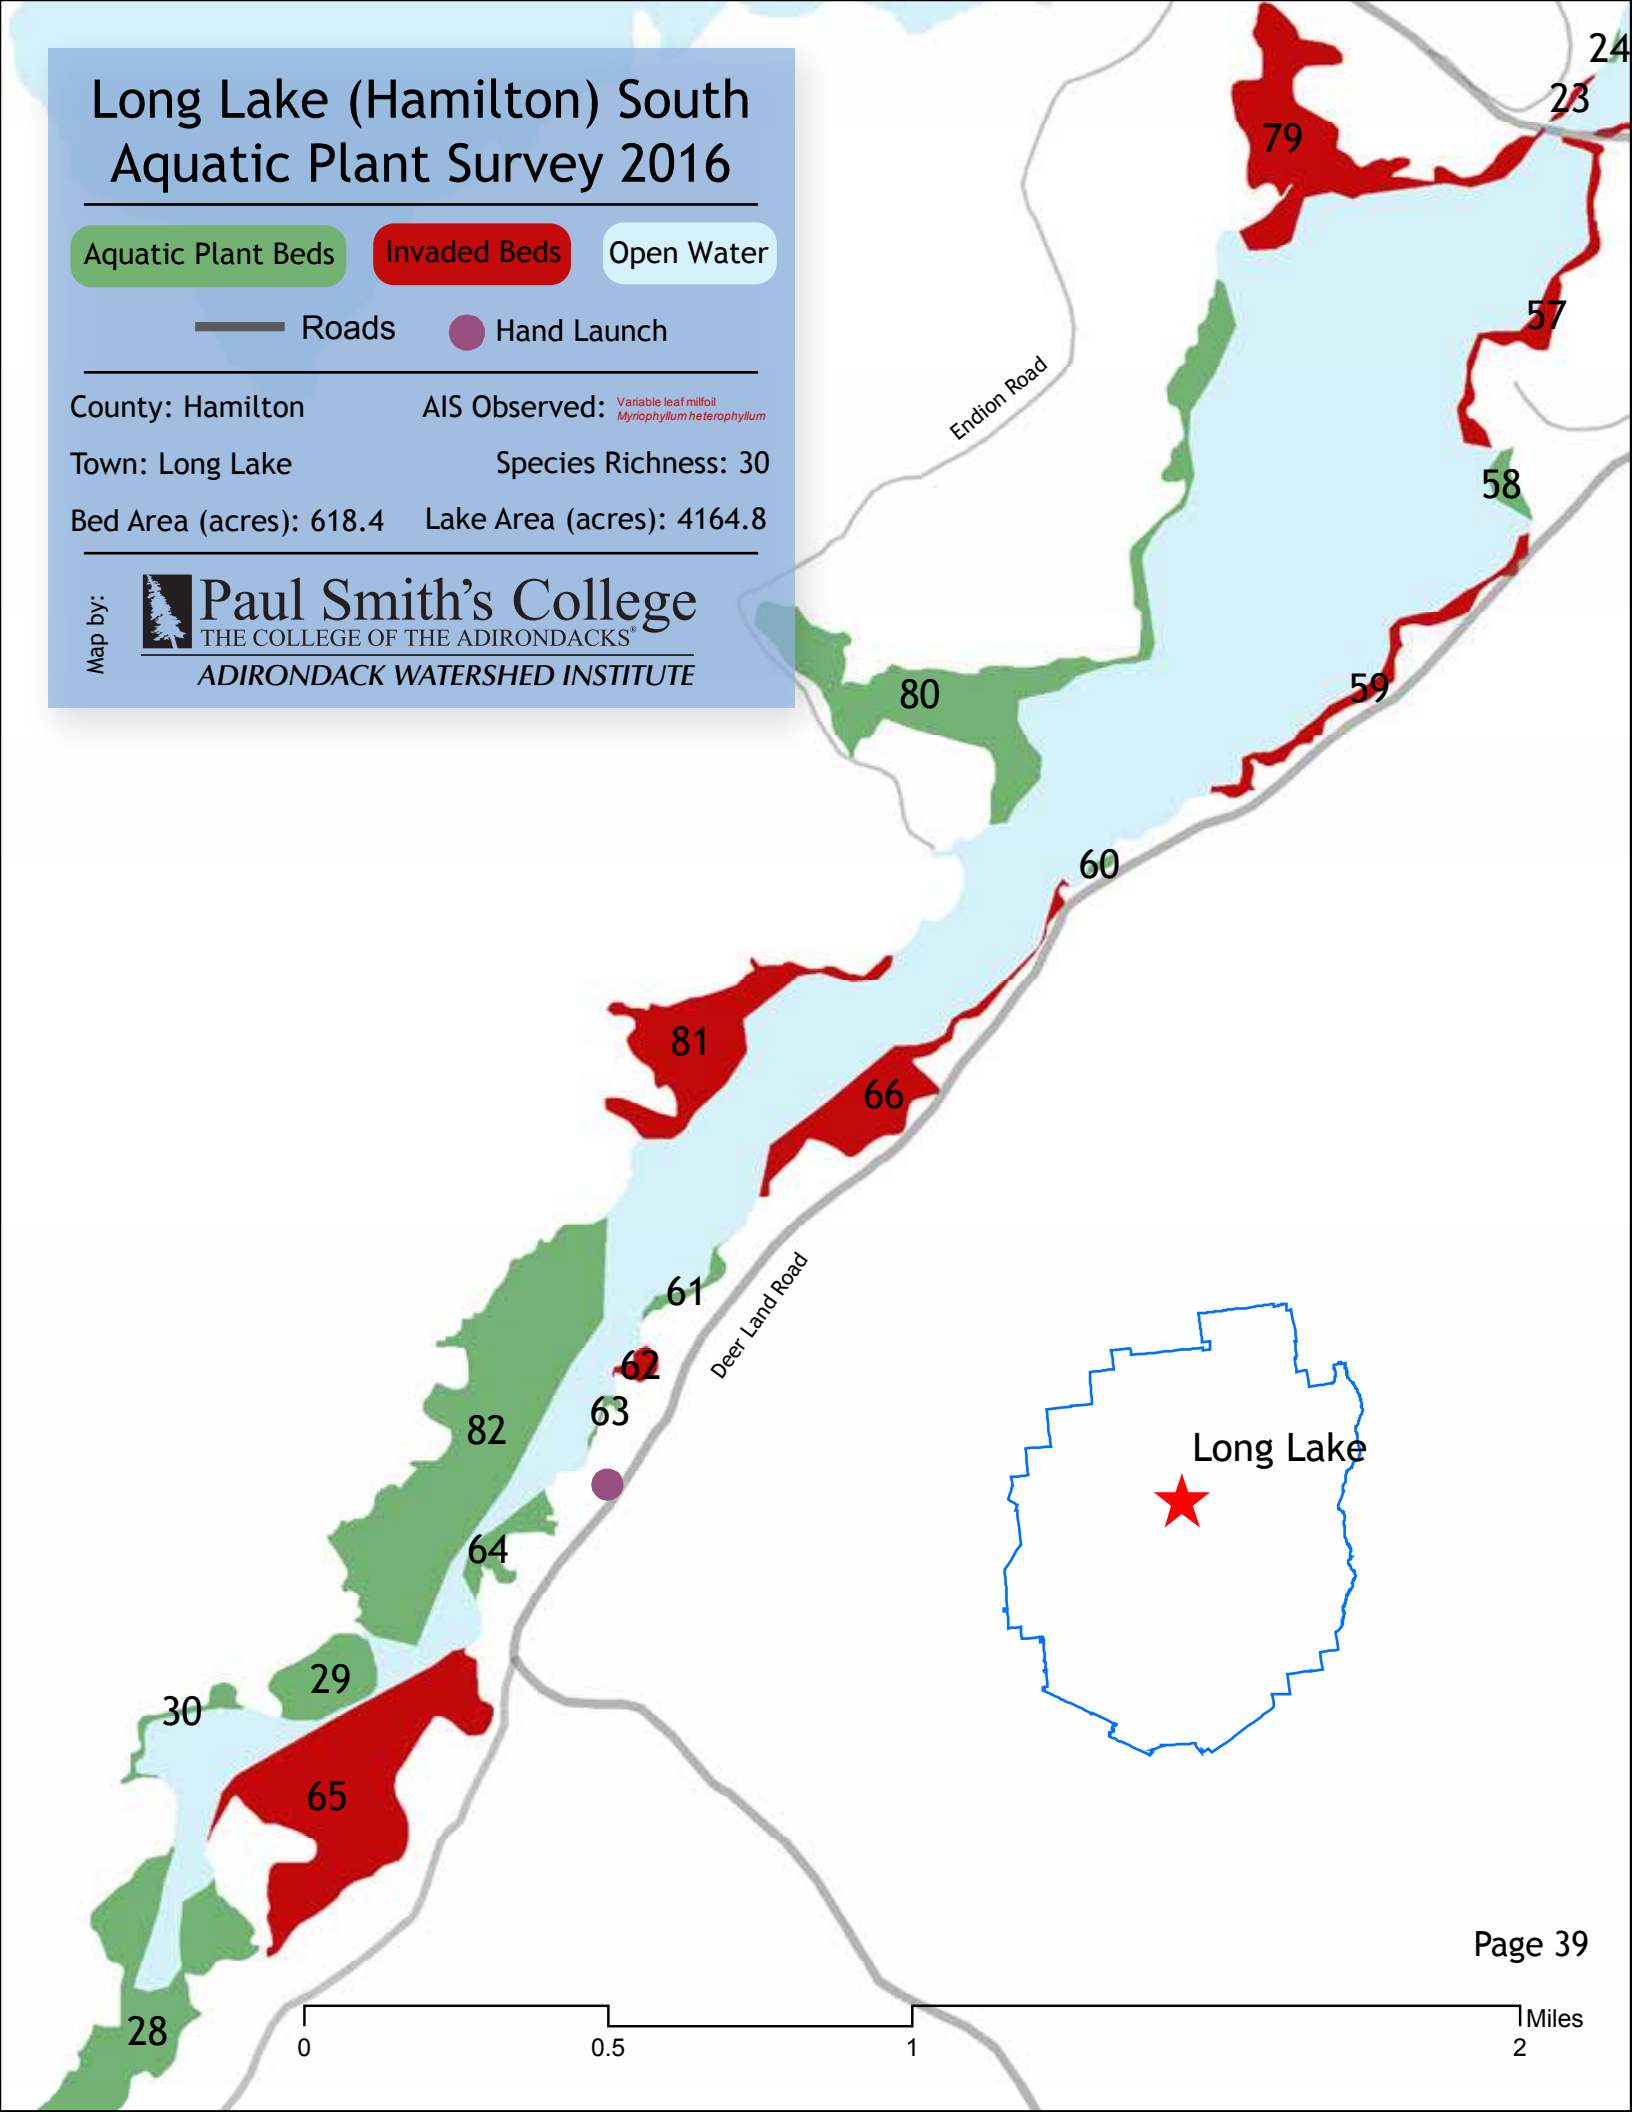 Long Lake (Hamilton) South
Aquatic Plant Survey 2016
Aquatic Plant Beds
Invaded Beds
Open Water
Roads
Hand Launch
County: Hamilton
AIS Observed: Variable leaf milfoil
Myriophyllum heterophyllum
Town: Long Lake
Species Richness: 30
Bed Area (acres): 618.4
Lake Area (acres): 4164.8
Map by:
Paul Smith's College
THE COLLEGE OF THE ADIRONDACKS®
ADIRONDACK WATERSHED INSTITUTE
24
23
79
57
Endion Road
58
59
80
60
81
66
61
Deer Land Road
62
63
82
64
Long Lake
29
30
65
28
Page 39
0
0.5
1
2
Miles